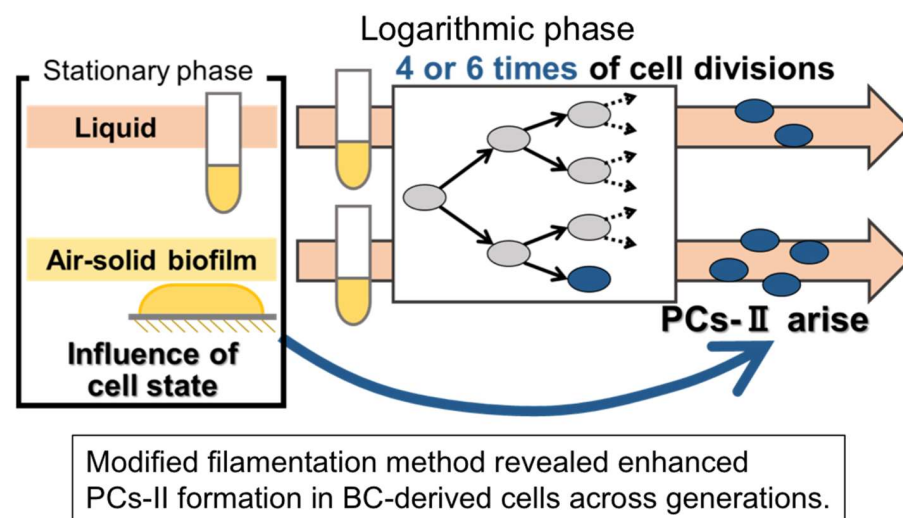 Logarithmic phase
4 or 6 times of cell divisions
Stationary phase
Liquid
Air-solid biofilm
Influence of
cell state
PCs-Ⅱ arise
Modified filamentation method revealed enhanced
PCs-II formation in BC-derived cells across generations.